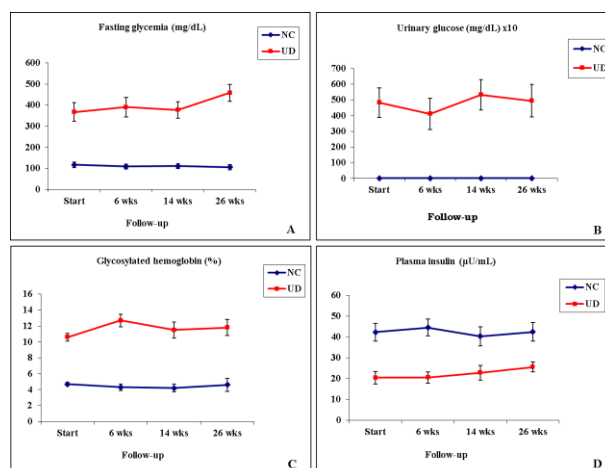 Fasting glycemia (mg/dL)
NC
UD
600
500
400
300
200
100
0
Start 6 wks 14 wks 26 wks
Follow-up
A
Urinary glucose (mg/dL) x10
NC
UD
700
600
500
400
300
200
100
0
Start 6 wks 14 wks 26 wks
Follow-up
B
Glycosylated hemoglobin (%)
NC
UD
16
14
12
10
8
6
4
2
0
Start 6 wks 14 wks 26 wks
Follow-up
C
Plasma insulin (µU/mL)
NC
UD
60
50
40
30
20
10
0
Start 6 wks 14 wks 26 wks
Follow-up
D